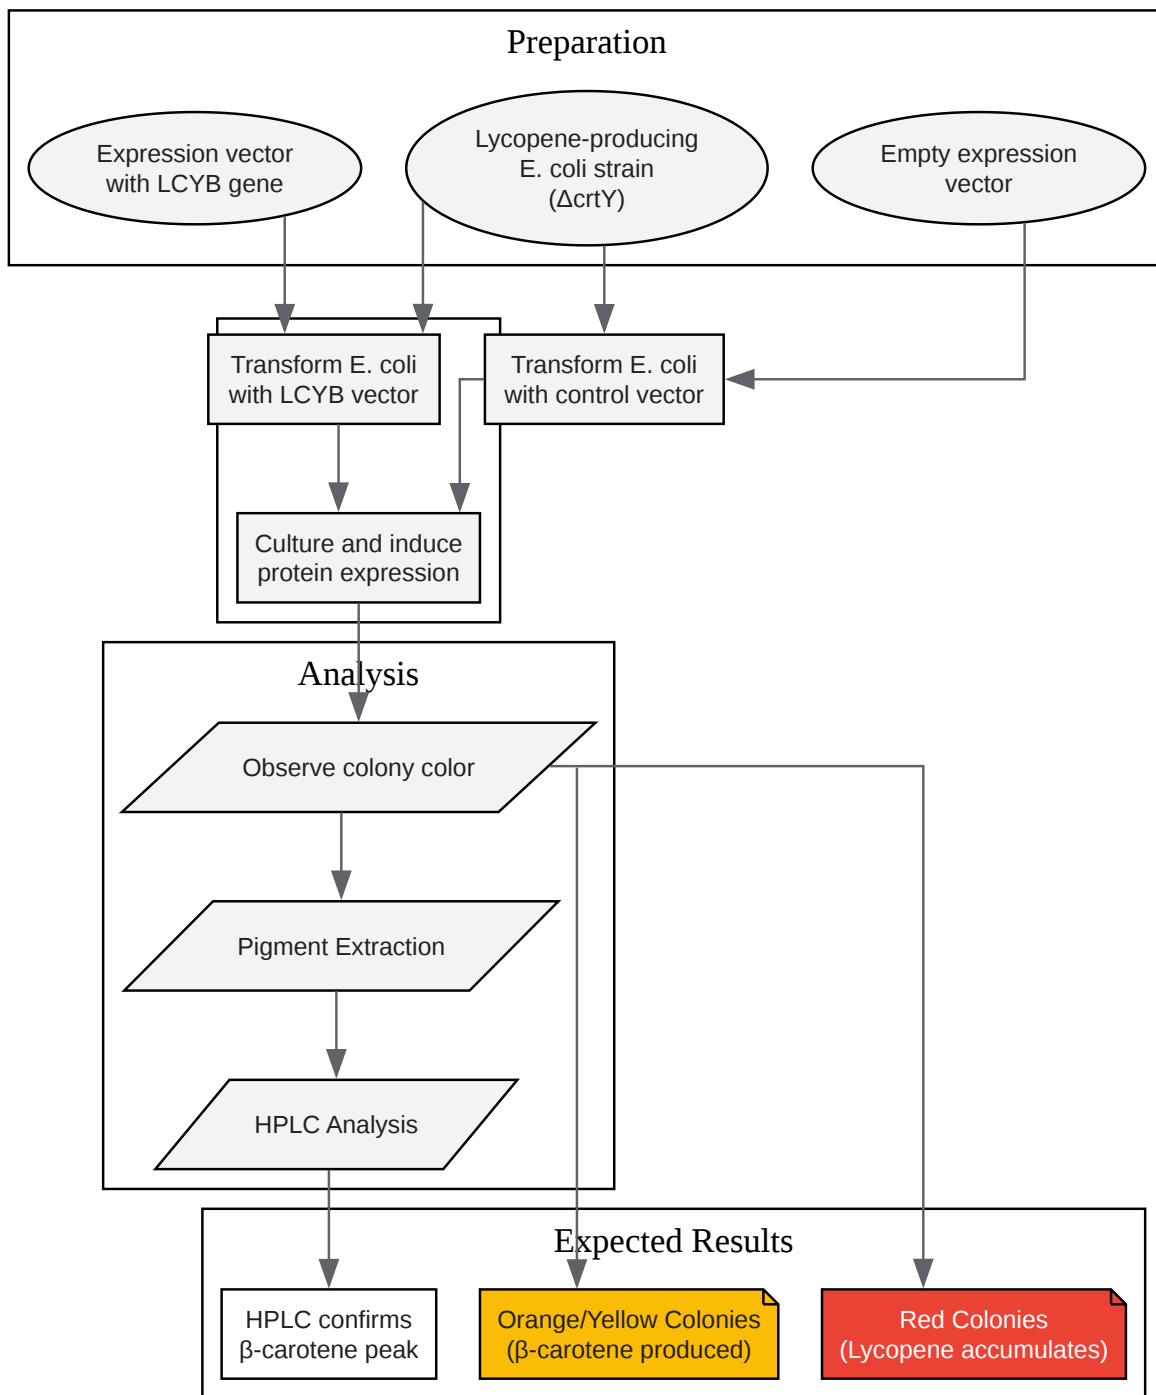 Preparation
Expression vector
with LCYB gene
Lycopene-producing
E. coli strain
(ΔcrtY)
Empty expression
vector
Transform E. coli
with LCYB vector
Transform E. coli
with control vector
Culture and induce
protein expression
Analysis
Observe colony color
Pigment Extraction
HPLC Analysis
Expected Results
HPLC confirms
β-carotene peak
Orange/Yellow Colonies
(β-carotene produced)
Red Colonies
(Lycopene accumulates)